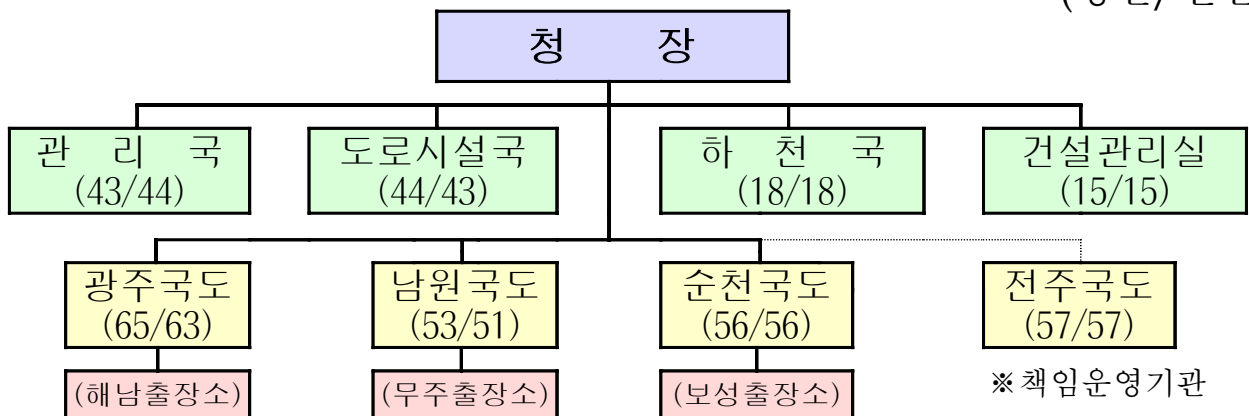 청 장
관 리 국 도로시설국 하 천 국 건설관리실
(43/44) (44/43) (18/18) (15/15)
광주국도 남원국도 순천국도 전주국도
(65/63) (53/51) (56/56) (57/57)
(해남출장소) (무주출장소) (보성출장소) ※책임운영기관